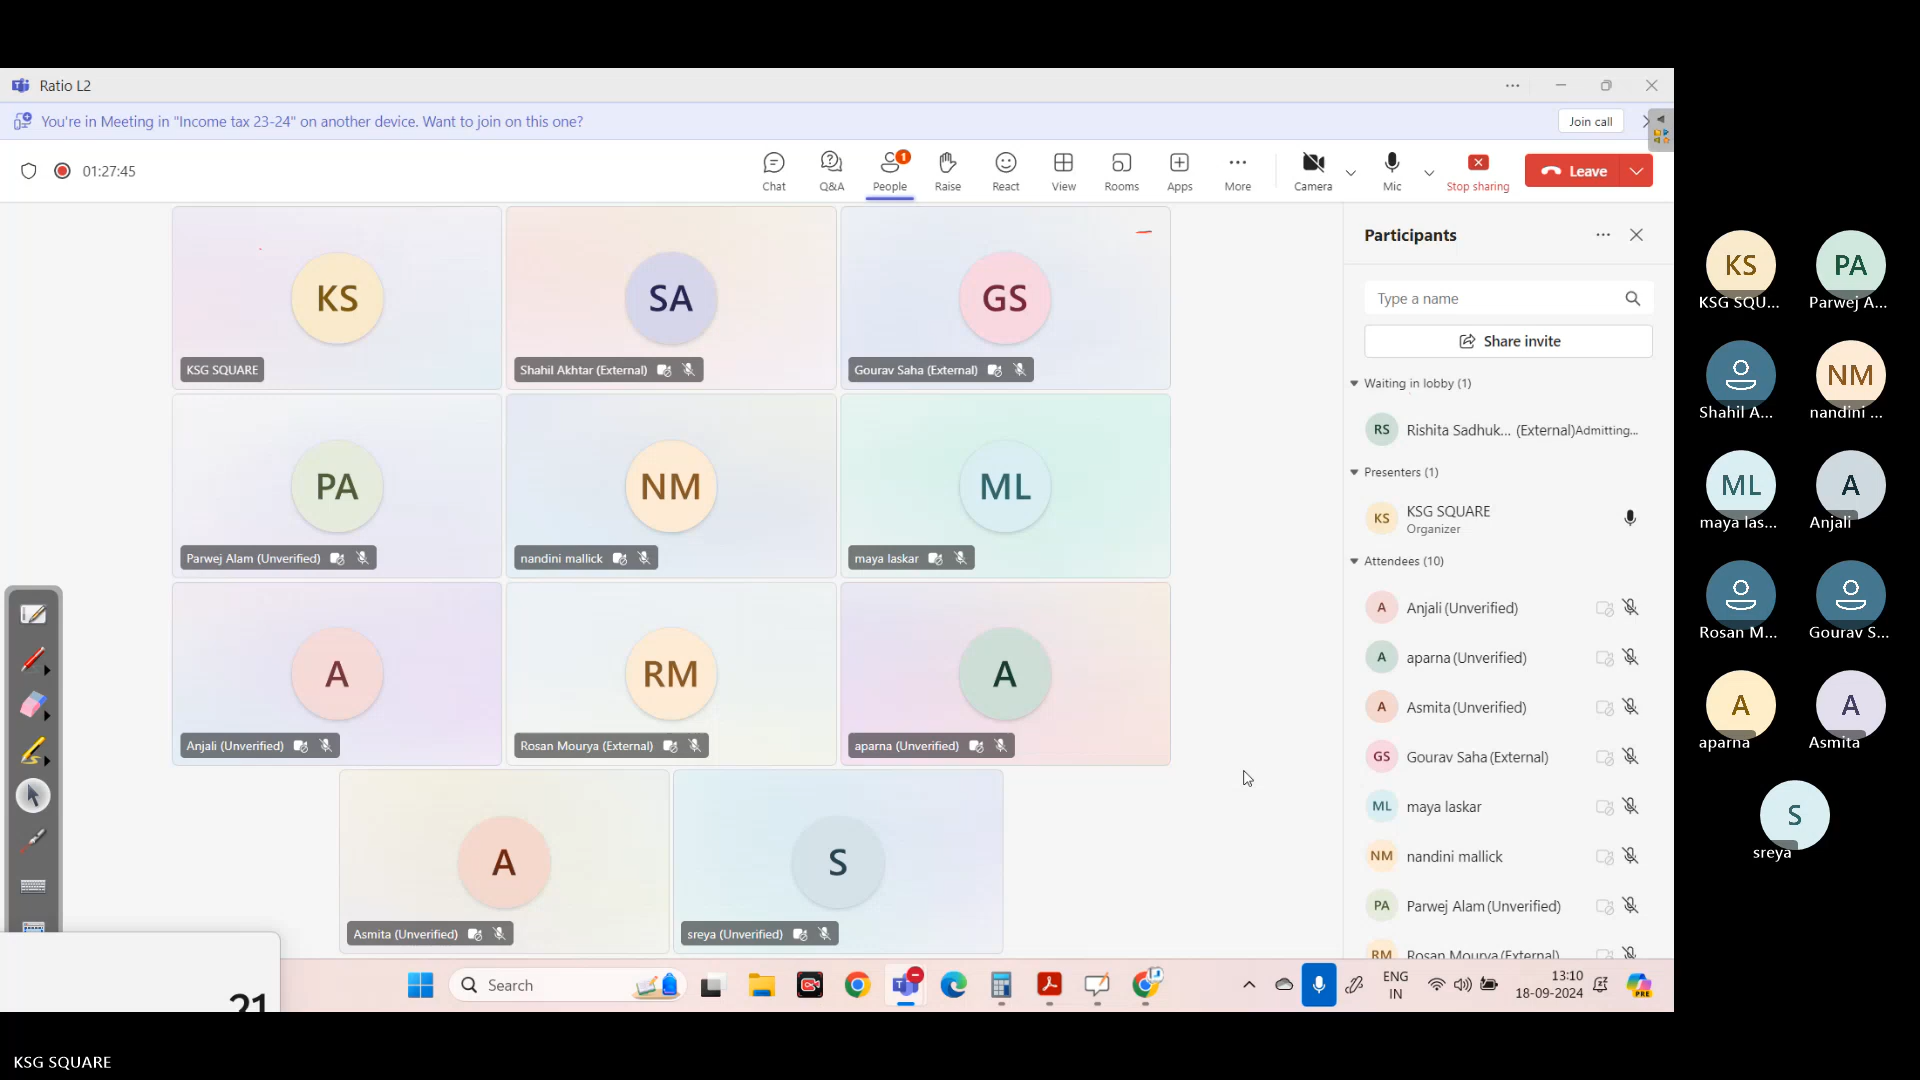 Ratio L2
You're in Meeting in "Income tax 23-24" on another device. Want to join on this one?
Join call
01:27:45
Chat
Q&A
1
People
Raise
React
View
Rooms
Apps
More
Camera
Mic
Stop sharing
Leave
KS
KSG SQUARE
SA
Shahil Akhtar (External)
GS
Gourav Saha (External)
PA
Parwej Alam (Unverified)
NM
nandini mallick
ML
maya laskar
A
Anjali (Unverified)
RM
Rosan Mourya (External)
A
aparna (Unverified)
A
Asmita (Unverified)
S
sreya (Unverified)
Participants
Type a name
Share invite
Waiting in lobby (1)
RS Rishita Sadhuk... (External) Admitting...
Presenters (1)
KS KSG SQUARE
Organizer
Attendees (10)
A Anjali (Unverified)
A aparna (Unverified)
A Asmita (Unverified)
GS Gourav Saha (External)
ML maya laskar
NM nandini mallick
PA Parwej Alam (Unverified)
RM Rosan Mourya (External)
KS
KSG SQU...
PA
Parwej A...
Shahil A...
NM
nandini ...
ML
maya las...
A
Anjali
Rosan M...
Gourav S...
A
aparna
A
Asmita
S
sreya
21
Search
ENG
IN
13:10
18-09-2024
PRE
KSG SQUARE